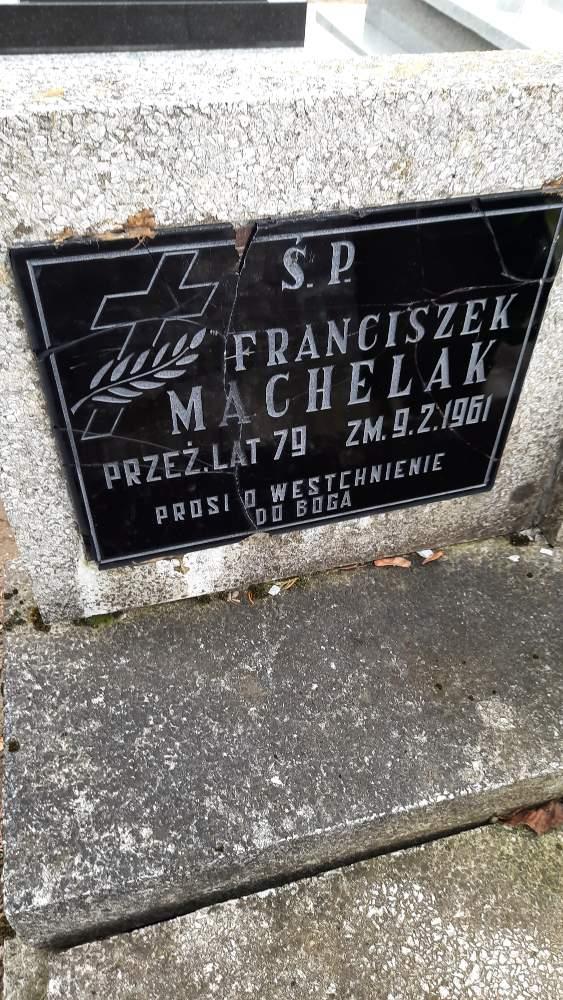 Ś. P.
FRANCISZEK
MACHELAK
PRZEŻ. LAT 79 ZM. 9. 2. 1961
PROSI O WESTCHNIENIE
DO BOGA